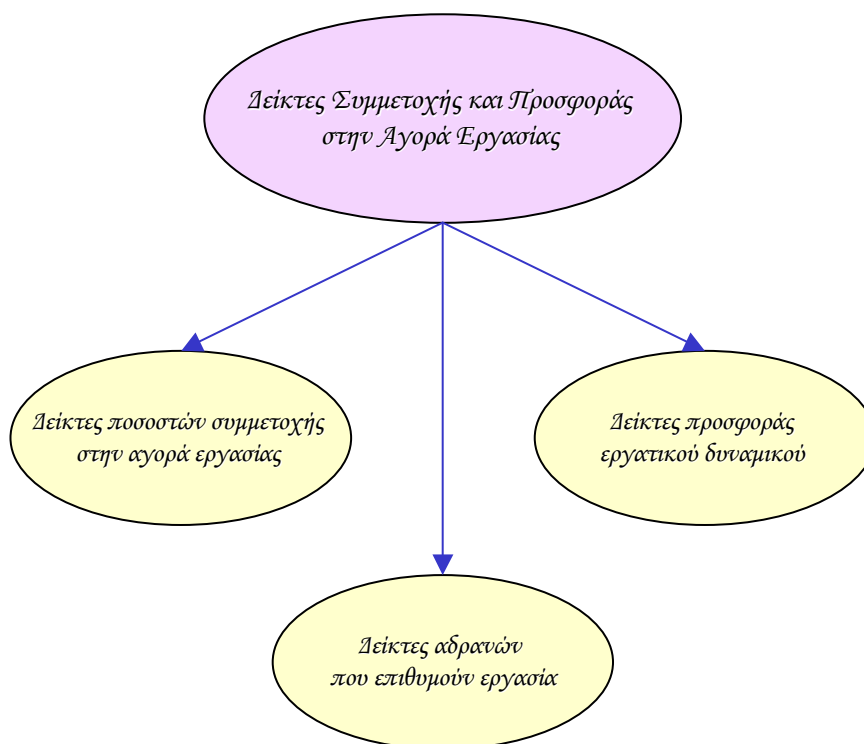 Δείκτες Συμμετοχής και Προσφοράς
στην Αγορά Εργασίας
Δείκτες ποσοστών συμμετοχής
στην αγορά εργασίας
Δείκτες προσφοράς
εργατικού δυναμικού
Δείκτες αδρανών
που επιθυμούν εργασία